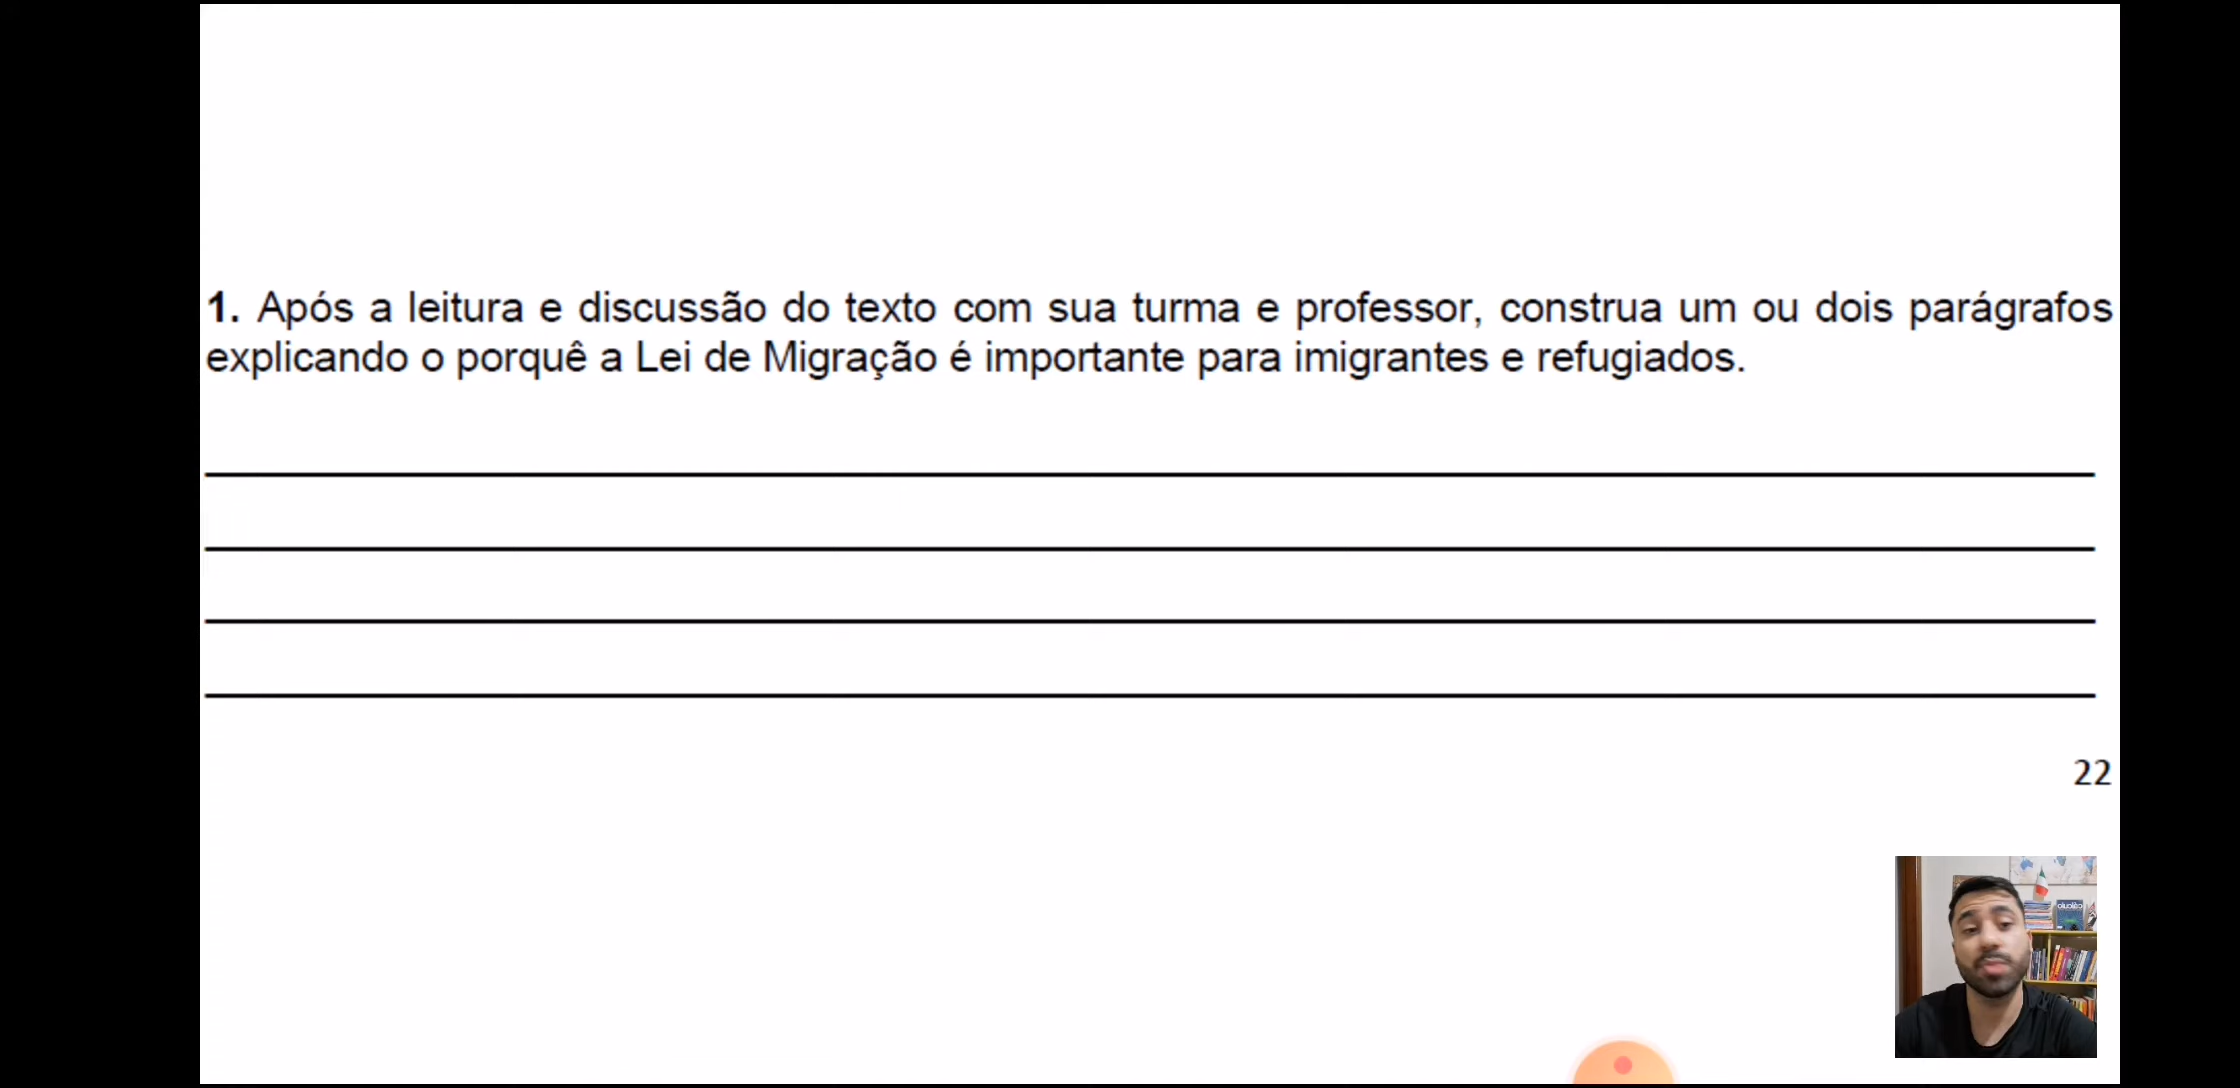 1. Após a leitura e discussão do texto com sua turma e professor, construa um ou dois parágrafos
explicando o porquê a Lei de Migração é importante para imigrantes e refugiados.
22